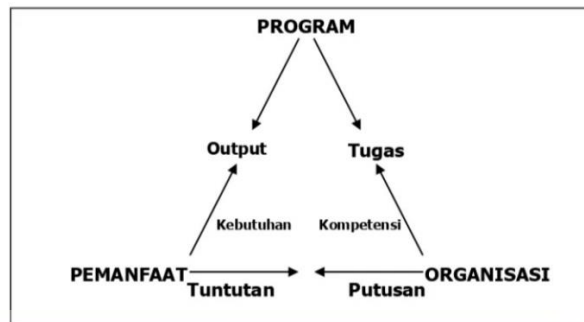 PROGRAM
Output Tugas
Kebutuhan Kompetensi
PEMANFAAT ORGANISASI
Tuntutan Putusan